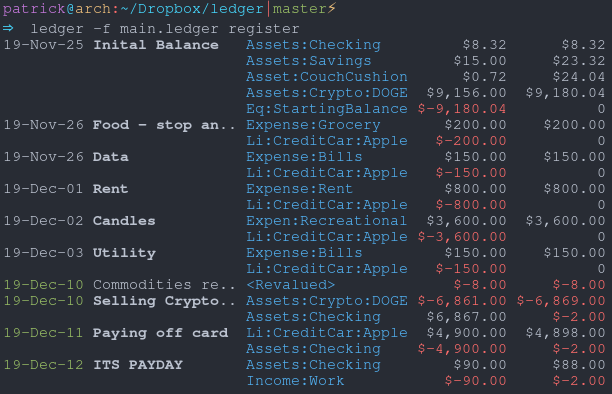 patrick@arch:~/Dropbox/ledger|master⚡
⇒ ledger -f main.ledger register
19-Nov-25 Inital Balance Assets:Checking $8.32 $8.32
Assets:Savings $15.00 $23.32
Asset:CouchCushion $0.72 $24.04
Assets:Crypto:DOGE $9,156.00 $9,180.04
Eq:StartingBalance $-9,180.04 0
19-Nov-26 Food - stop an.. Expense:Grocery $200.00 $200.00
Li:CreditCar:Apple $-200.00 0
19-Nov-26 Data Expense:Bills $150.00 $150.00
Li:CreditCar:Apple $-150.00 0
19-Dec-01 Rent Expense:Rent $800.00 $800.00
Li:CreditCar:Apple $-800.00 0
19-Dec-02 Candles Expen:Recreational $3,600.00 $3,600.00
Li:CreditCar:Apple $-3,600.00 0
19-Dec-03 Utility Expense:Bills $150.00 $150.00
Li:CreditCar:Apple $-150.00 0
19-Dec-10 Commodities re.. <Revalued> $-8.00 $-8.00
19-Dec-10 Selling Crypto.. Assets:Crypto:DOGE $-6,861.00 $-6,869.00
Assets:Checking $6,867.00 $-2.00
19-Dec-11 Paying off card Li:CreditCar:Apple $4,900.00 $4,898.00
Assets:Checking $-4,900.00 $-2.00
19-Dec-12 ITS PAYDAY Assets:Checking $90.00 $88.00
Income:Work $-90.00 $-2.00